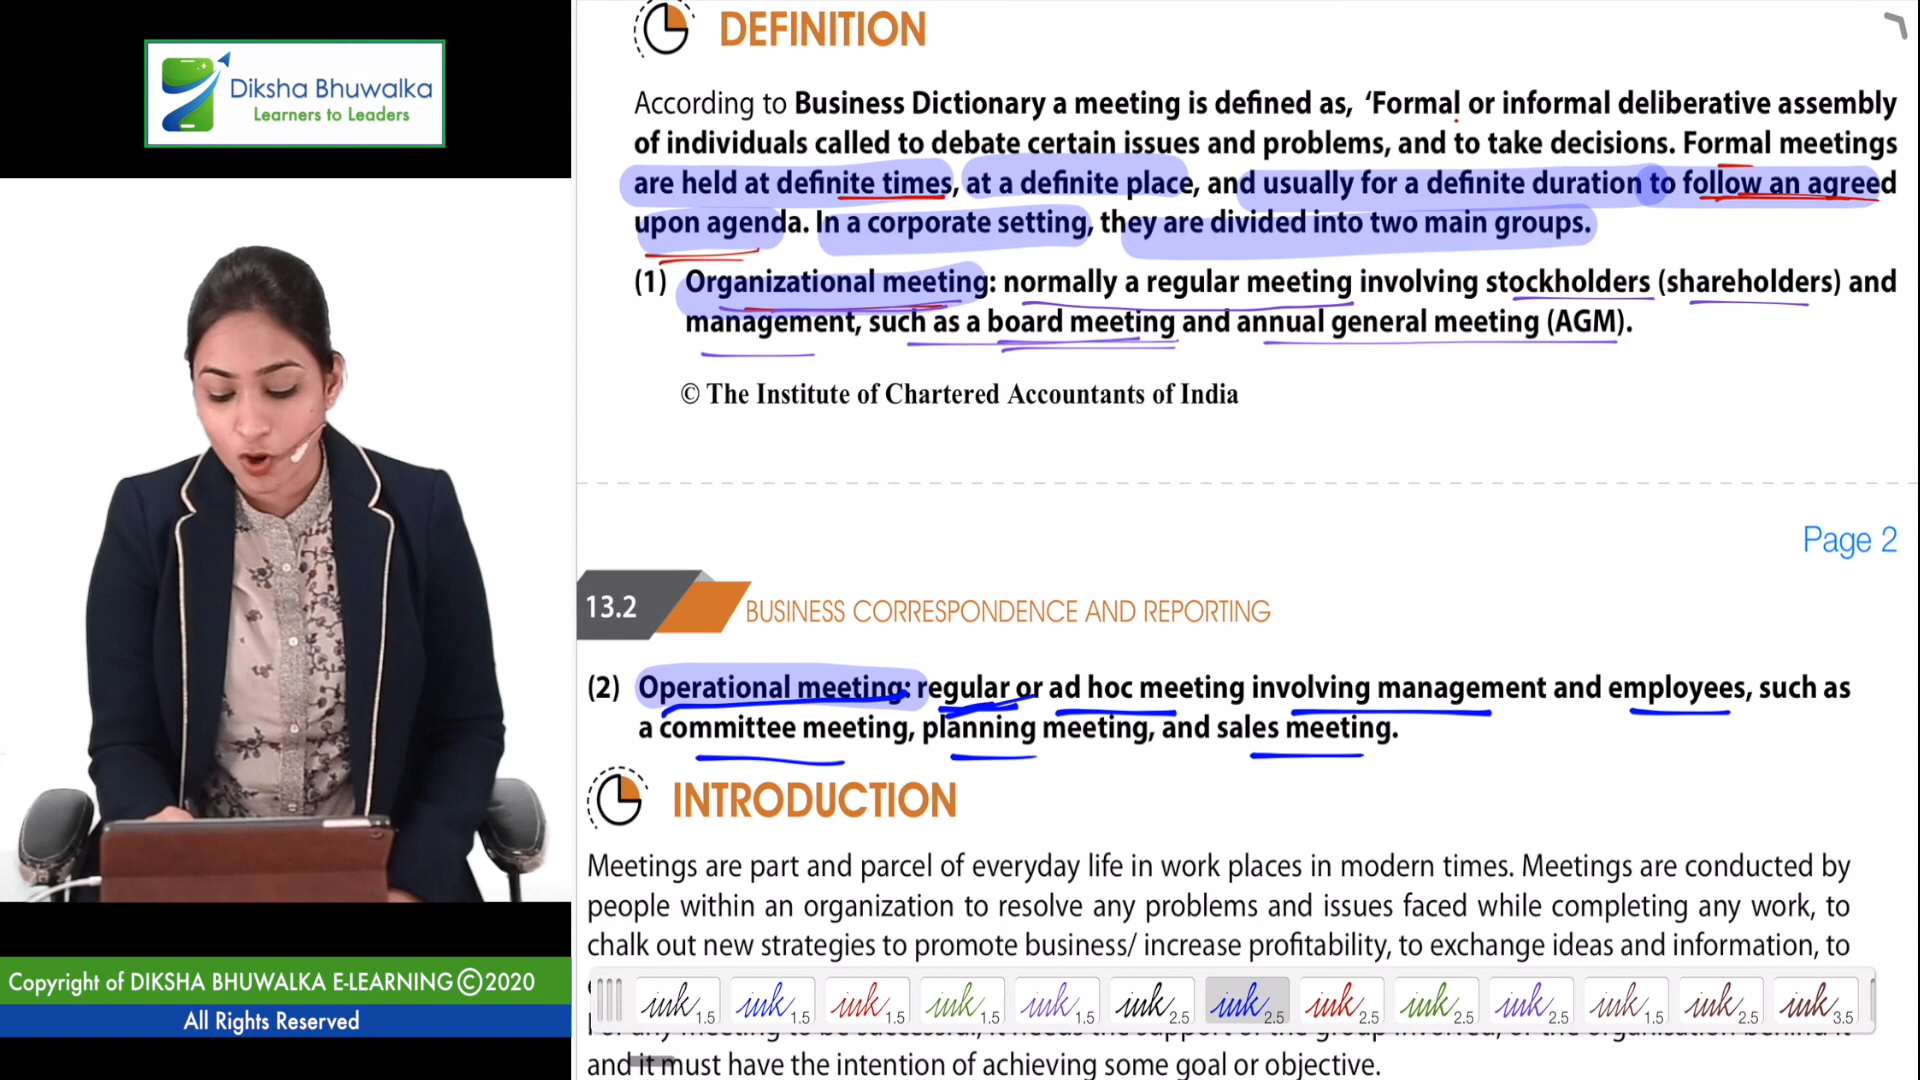 Diksha Bhuwalka
Learners to Leaders
DEFINITION
According to Business Dictionary a meeting is defined as, ‘Formal or informal deliberative assembly
of individuals called to debate certain issues and problems, and to take decisions. Formal meetings
are held at definite times, at a definite place, and usually for a definite duration to follow an agreed
upon agenda. In a corporate setting, they are divided into two main groups.
(1) Organizational meeting: normally a regular meeting involving stockholders (shareholders) and
management, such as a board meeting and annual general meeting (AGM).
© The Institute of Chartered Accountants of India
Page 2
13.2 BUSINESS CORRESPONDENCE AND REPORTING
(2) Operational meeting: regular or ad hoc meeting involving management and employees, such as
a committee meeting, planning meeting, and sales meeting.
INTRODUCTION
Meetings are part and parcel of everyday life in work places in modern times. Meetings are conducted by
people within an organization to resolve any problems and issues faced while completing any work, to
chalk out new strategies to promote business/ increase profitability, to exchange ideas and information, to
ink 1.5 ink 1.5 ink 1.5 ink 1.5 ink 1.5 ink 2.5 ink 2.5 ink 2.5 ink 2.5 ink 2.5 ink 1.5 ink 2.5 ink 3.5
and it must have the intention of achieving some goal or objective.
Copyright of DIKSHA BHUWALKA E-LEARNING ©2020
All Rights Reserved